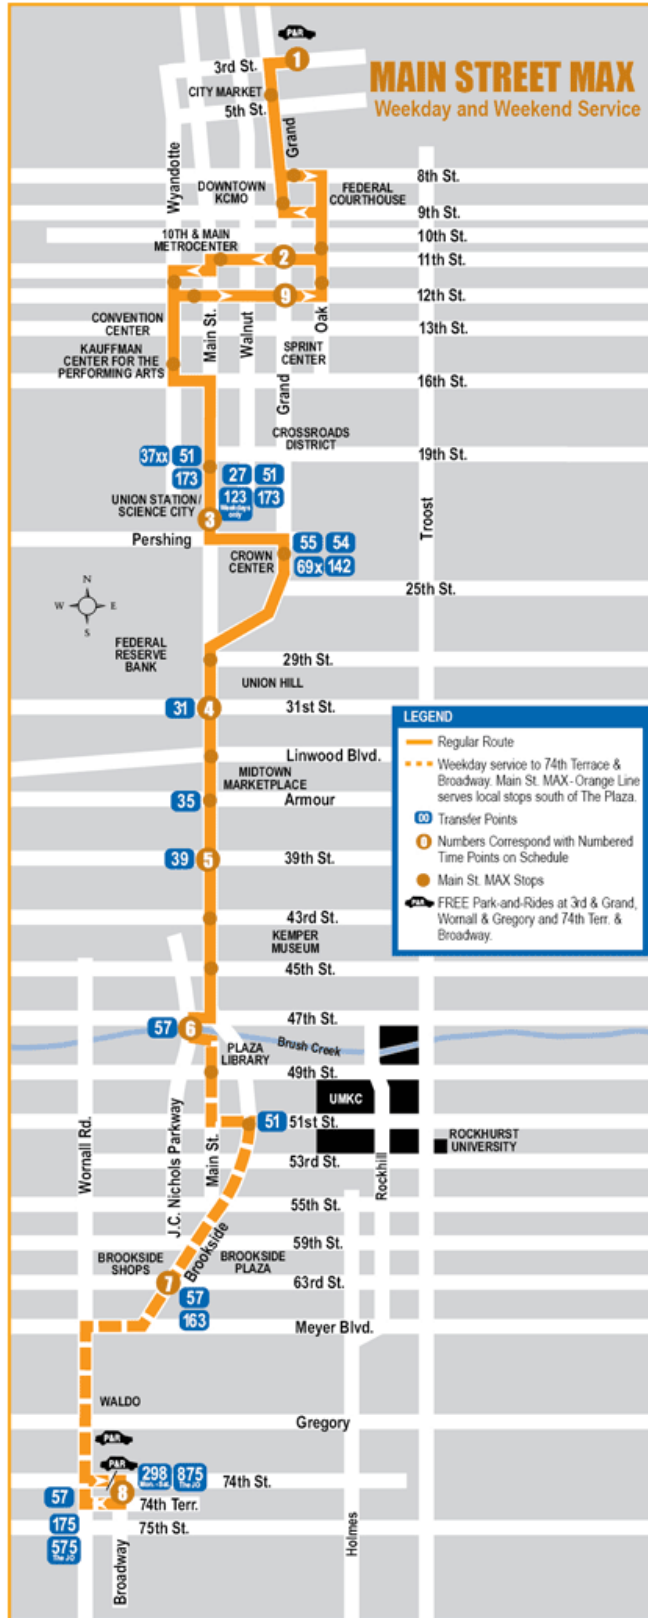 P&R
1
3rd St.
MAIN STREET MAX
Weekday and Weekend Service
CITY MARKET
5th St.
Grand
Wyandotte
8th St.
DOWNTOWN
KCMO
FEDERAL
COURTHOUSE
9th St.
10th St.
10TH & MAIN
METROCENTER
2
11th St.
9
12th St.
CONVENTION
CENTER
Main St.
Walnut
Oak
13th St.
KAUFFMAN
CENTER FOR THE
PERFORMING ARTS
SPRINT
CENTER
16th St.
Grand
CROSSROADS
DISTRICT
19th St.
37xx
51
173
27
51
123
Weekdays
only
173
Troost
UNION STATION/
SCIENCE CITY
3
Pershing
55
54
69x
142
CROWN
CENTER
25th St.
N
W
E
S
FEDERAL
RESERVE
BANK
29th St.
UNION HILL
31
4
31st St.
LEGEND
Regular Route
Weekday service to 74th Terrace &
Broadway. Main St. MAX-Orange Line
serves local stops south of The Plaza.
00
Transfer Points
0
Numbers Correspond with Numbered
Time Points on Schedule
Main St. MAX Stops
P&R
FREE Park-and-Rides at 3rd & Grand,
Wornall & Gregory and 74th Terr. &
Broadway.
Linwood Blvd.
MIDTOWN
MARKETPLACE
35
Armour
39
5
39th St.
43rd St.
KEMPER
MUSEUM
45th St.
47th St.
57
6
PLAZA
LIBRARY
Brush Creek
49th St.
UMKC
51
51st St.
ROCKHURST
UNIVERSITY
Wornall Rd.
J.C. Nichols Parkway
Main St.
53rd St.
Rockhill
55th St.
Brookside
59th St.
BROOKSIDE
SHOPS
BROOKSIDE
PLAZA
7
63rd St.
57
163
Meyer Blvd.
WALDO
Gregory
P&R
P&R
298
Mon. - Sat.
875
The JO
74th St.
57
8
74th Terr.
175
75th St.
575
The JO
Broadway
Holmes